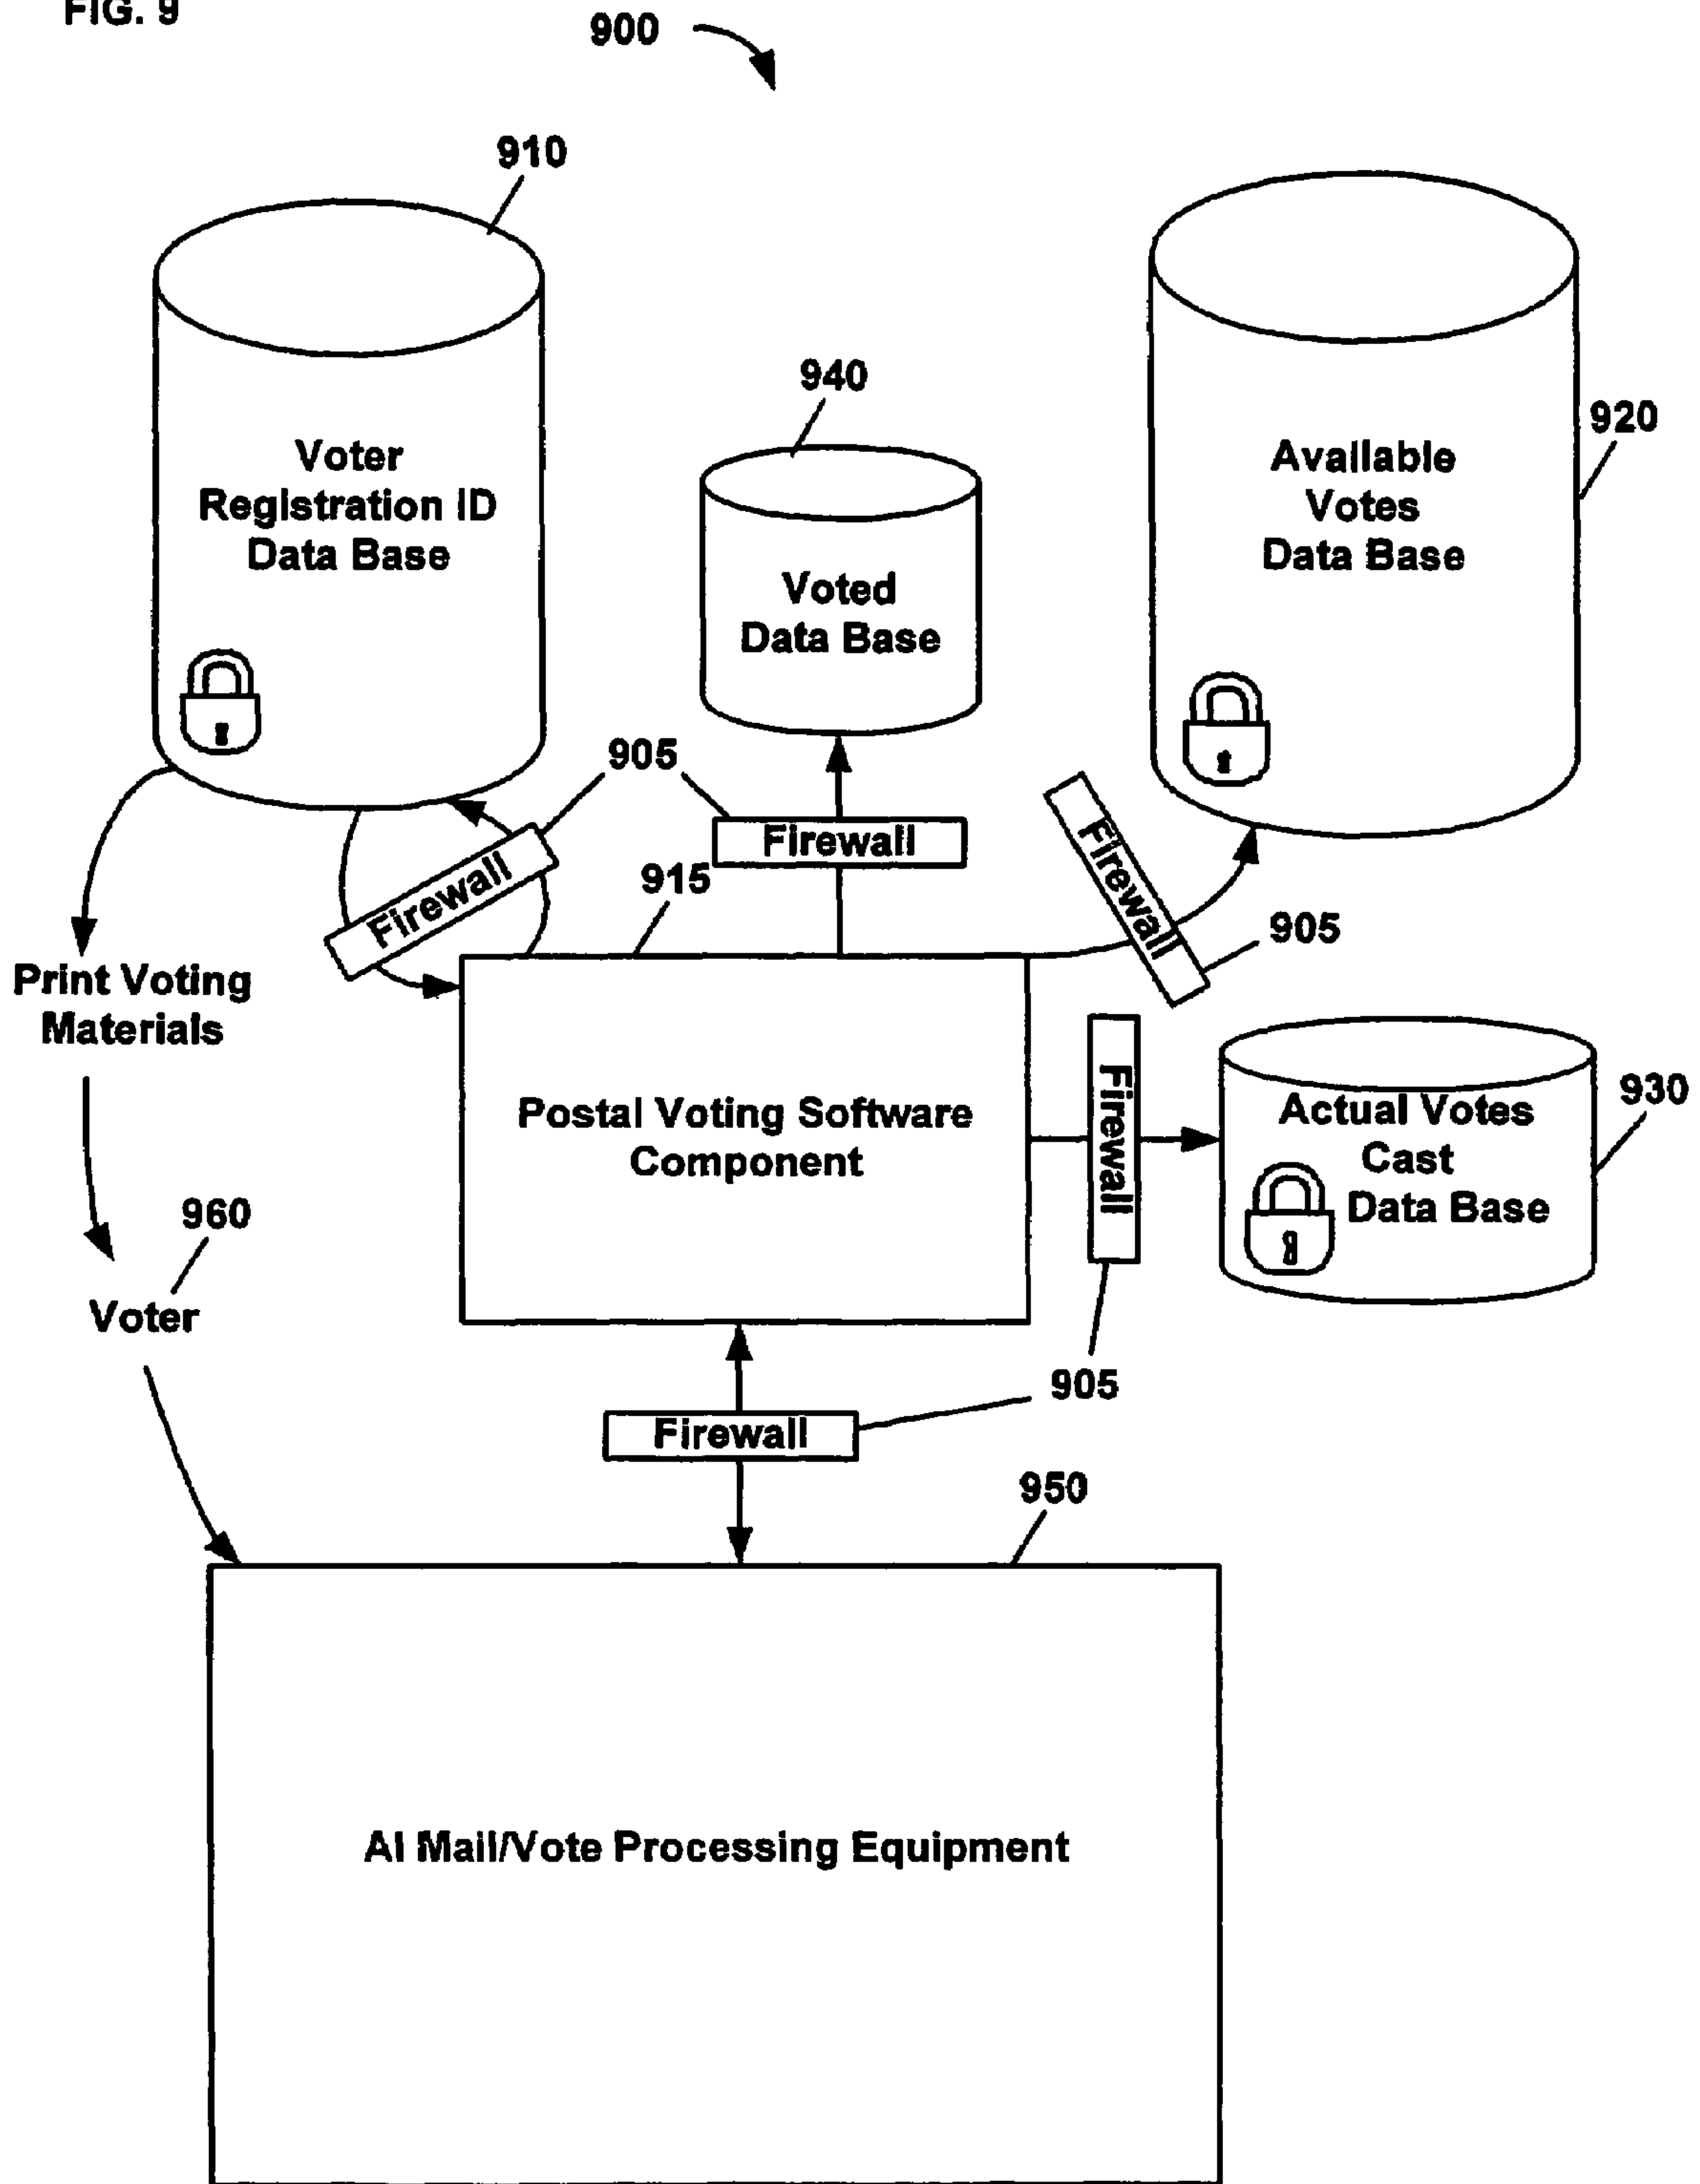 FIG. 9
900
910
940
920
Voter
Registration ID
Data Base
Voted
Data Base
Available
Votes
Data Base
905
Firewall
Firewall
Firewall
915
905
Print Voting
Materials
Postal Voting Software
Component
Firewall
Actual Votes
Cast
Data Base
930
960
Voter
905
Firewall
950
AI Mail/Vote Processing Equipment